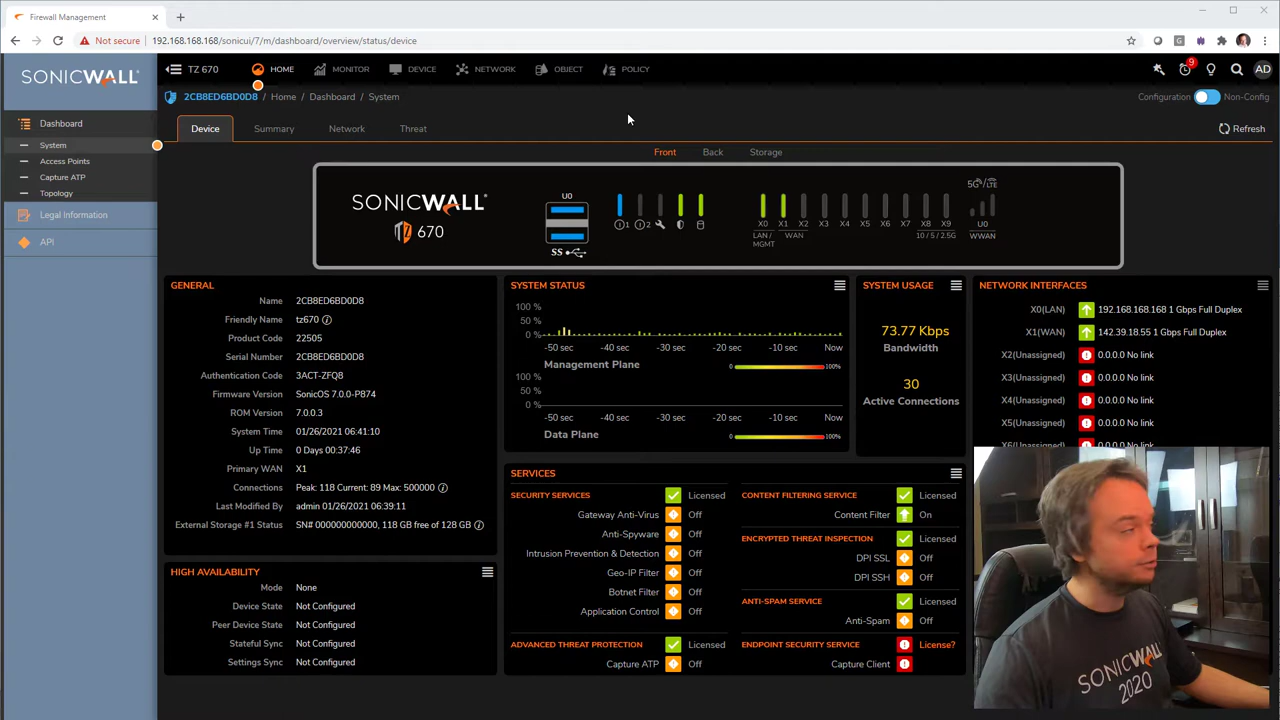 Firewall Management
Not secure 192.168.168.168/sonicui/7/m/dashboard/overview/status/device
SONICWALL
TZ 670 HOME MONITOR DEVICE NETWORK OBJECT POLICY 9 AD
2CB8ED6BD0D8 / Home / Dashboard / System Configuration Non-Config
Dashboard
System
Access Points
Capture ATP
Topology
Legal Information
API
Device Summary Network Threat Refresh
Front Back Storage
SONICWALL
670
U0
SS
1 2
X0 X1 X2 X3 X4 X5 X6 X7 X8 X9 U0
LAN / MGMT WAN 10 / 5 / 2.5G WWAN
5G/LTE
GENERAL
Name 2CB8ED6BD0D8
Friendly Name tz670
Product Code 22505
Serial Number 2CB8ED6BD0D8
Authentication Code 3ACT-ZFQ8
Firmware Version SonicOS 7.0.0-P874
ROM Version 7.0.0.3
System Time 01/26/2021 06:41:10
Up Time 0 Days 00:37:46
Primary WAN X1
Connections Peak: 118 Current: 89 Max: 500000
Last Modified By admin 01/26/2021 06:39:11
External Storage #1 Status SN# 000000000000, 118 GB free of 128 GB
HIGH AVAILABILITY
Mode None
Device State Not Configured
Peer Device State Not Configured
Stateful Sync Not Configured
Settings Sync Not Configured
SYSTEM STATUS
100 %
50 %
0 %
-50 sec -40 sec -30 sec -20 sec -10 sec Now
Management Plane 0 100%
100 %
50 %
0 %
-50 sec -40 sec -30 sec -20 sec -10 sec Now
Data Plane 0 100%
SYSTEM USAGE
73.77 Kbps
Bandwidth
30
Active Connections
NETWORK INTERFACES
X0(LAN) 192.168.168.168 1 Gbps Full Duplex
X1(WAN) 142.39.18.55 1 Gbps Full Duplex
X2(Unassigned) 0.0.0.0 No link
X3(Unassigned) 0.0.0.0 No link
X4(Unassigned) 0.0.0.0 No link
X5(Unassigned) 0.0.0.0 No link
X6(Unassigned) 0.0.0.0 No link
SERVICES
SECURITY SERVICES Licensed
Gateway Anti-Virus Off
Anti-Spyware Off
Intrusion Prevention & Detection Off
Geo-IP Filter Off
Botnet Filter Off
Application Control Off
ADVANCED THREAT PROTECTION Licensed
Capture ATP Off
CONTENT FILTERING SERVICE Licensed
Content Filter On
ENCRYPTED THREAT INSPECTION Licensed
DPI SSL Off
DPI SSH Off
ANTI-SPAM SERVICE Licensed
Anti-Spam Off
ENDPOINT SECURITY SERVICE License?
Capture Client
SONICWALL
2020